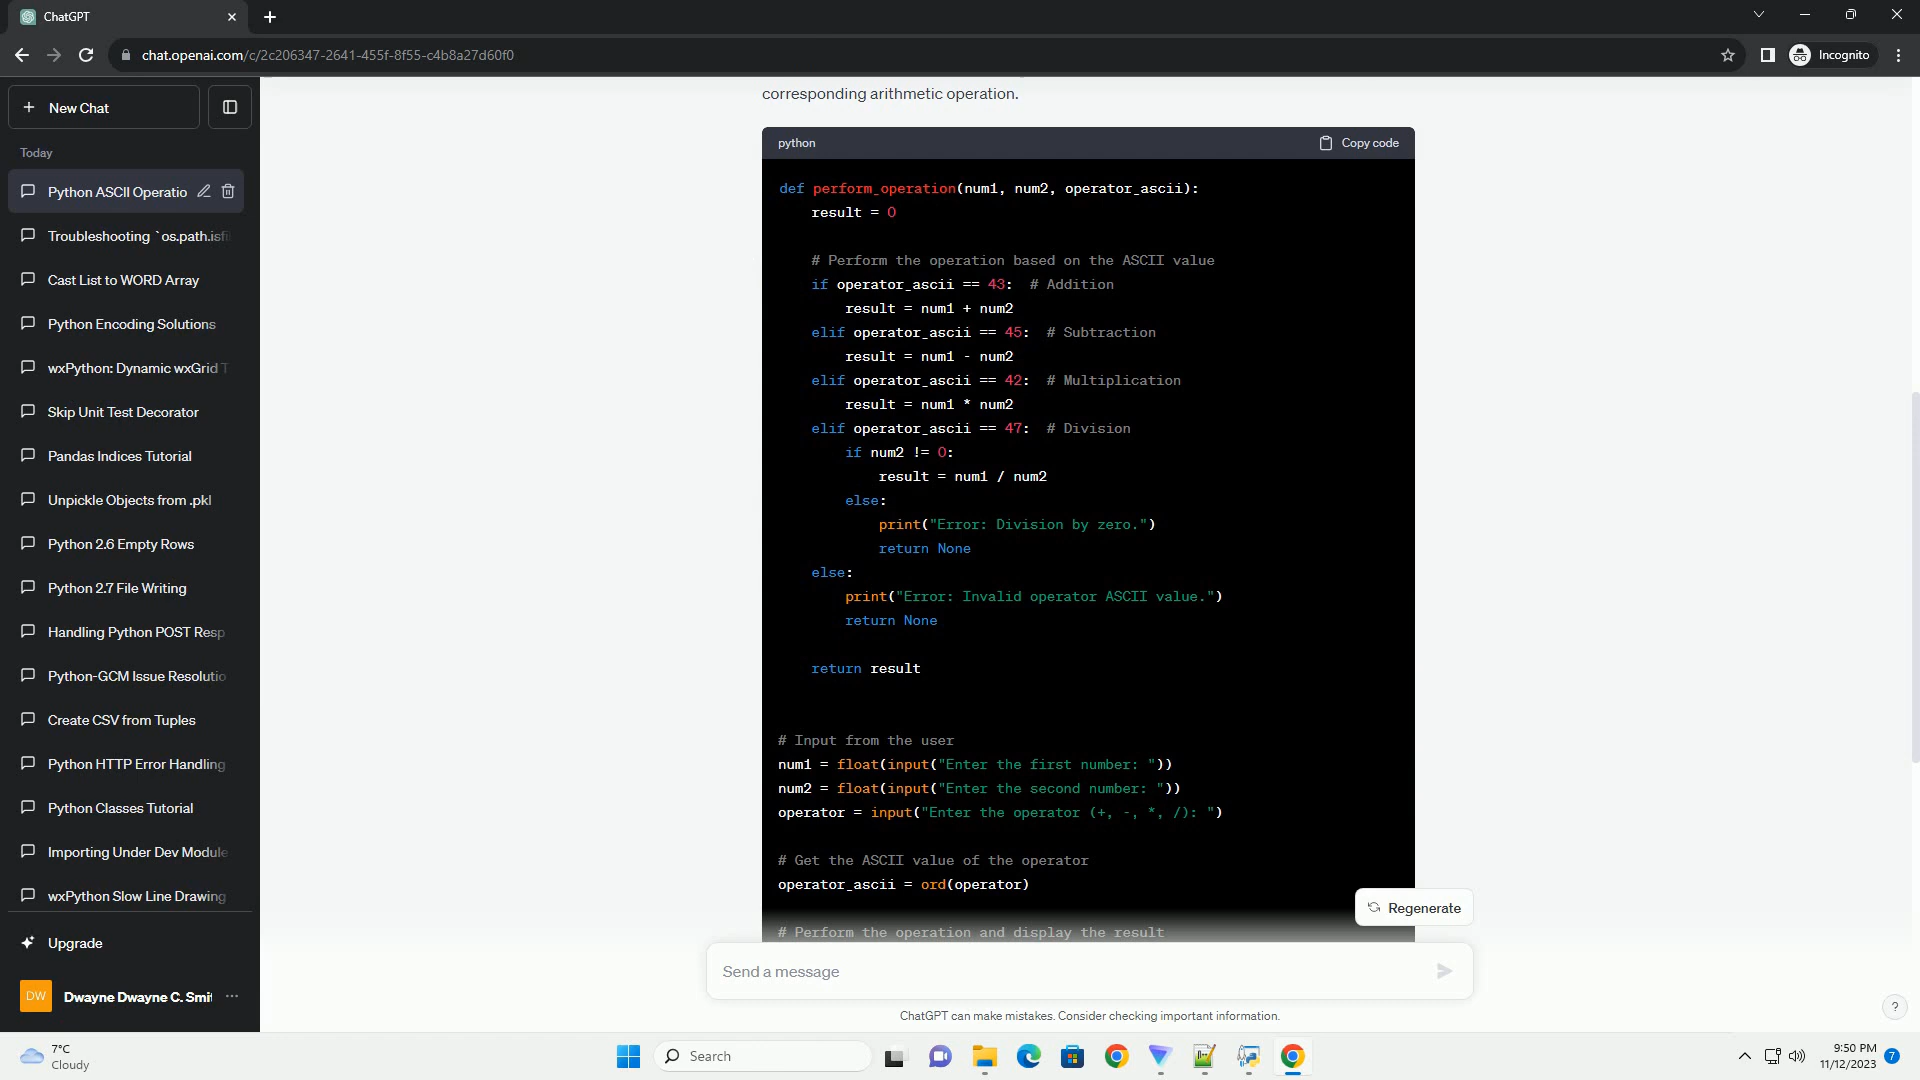 ChatGPT
chat.openai.com/c/2c206347-2641-455f-8f55-c4b8a27d60f0
Incognito
New Chat
Today
Python ASCII Operatio
Troubleshooting `os.path.isfi
Cast List to WORD Array
Python Encoding Solutions
wxPython: Dynamic wxGrid T
Skip Unit Test Decorator
Pandas Indices Tutorial
Unpickle Objects from .pkl
Python 2.6 Empty Rows
Python 2.7 File Writing
Handling Python POST Resp
Python-GCM Issue Resolutio
Create CSV from Tuples
Python HTTP Error Handling
Python Classes Tutorial
Importing Under Dev Module
wxPython Slow Line Drawing
Upgrade
DW Dwayne Dwayne C. Smit ...
corresponding arithmetic operation.
python Copy code
def perform_operation(num1, num2, operator_ascii):
result = 0
# Perform the operation based on the ASCII value
if operator_ascii == 43: # Addition
result = num1 + num2
elif operator_ascii == 45: # Subtraction
result = num1 - num2
elif operator_ascii == 42: # Multiplication
result = num1 * num2
elif operator_ascii == 47: # Division
if num2 != 0:
result = num1 / num2
else:
print("Error: Division by zero.")
return None
else:
print("Error: Invalid operator ASCII value.")
return None
return result
# Input from the user
num1 = float(input("Enter the first number: "))
num2 = float(input("Enter the second number: "))
operator = input("Enter the operator (+, -, *, /): ")
# Get the ASCII value of the operator
operator_ascii = ord(operator)
# Perform the operation and display the result
Regenerate
Send a message
ChatGPT can make mistakes. Consider checking important information.
?
7°C
Cloudy
Search
9:50 PM
11/12/2023
7